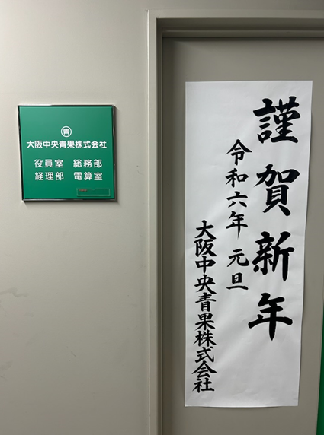 大阪中央青果株式会社
役員室 総務部
経理部 電算室
謹賀新年
令和六年 元旦
大阪中央青果株式会社